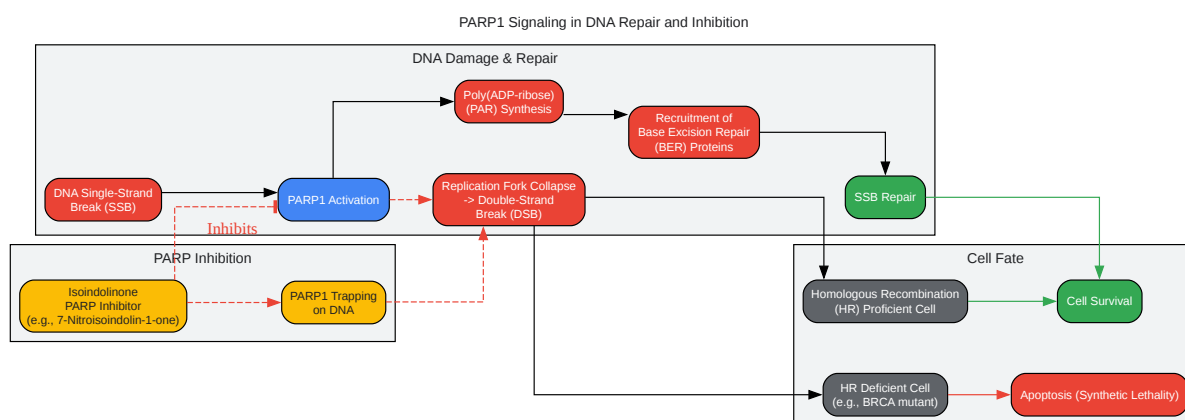 PARP1 Signaling in DNA Repair and Inhibition
DNA Damage & Repair
Poly(ADP-ribose)
(PAR) Synthesis
Recruitment of
Base Excision Repair
(BER) Proteins
DNA Single-Strand
Break (SSB)
PARP1 Activation
Replication Fork Collapse
-> Double-Strand
Break (DSB)
SSB Repair
Inhibits
PARP Inhibition
Isoindolinone
PARP Inhibitor
(e.g., 7-Nitroisoindolin-1-one)
PARP1 Trapping
on DNA
Cell Fate
Homologous Recombination
(HR) Proficient Cell
Cell Survival
HR Deficient Cell
(e.g., BRCA mutant)
Apoptosis (Synthetic Lethality)